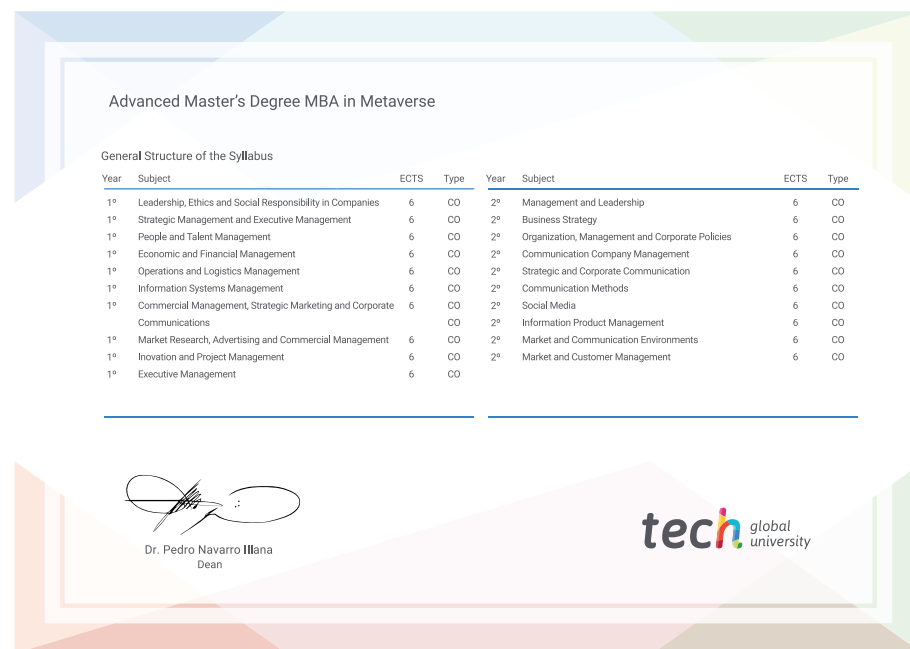 Advanced Master's Degree MBA in Metaverse
General Structure of the Syllabus
Year Subject ECTS Type
1º Leadership, Ethics and Social Responsibility in Companies 6 CO
1º Strategic Management and Executive Management 6 CO
1º People and Talent Management 6 CO
1º Economic and Financial Management 6 CO
1º Operations and Logistics Management 6 CO
1º Information Systems Management 6 CO
1º Commercial Management, Strategic Marketing and Corporate 6 CO
Communications CO
1º Market Research, Advertising and Commercial Management 6 CO
1º Inovation and Project Management 6 CO
1º Executive Management 6 CO
Year Subject ECTS Type
2º Management and Leadership 6 CO
2º Business Strategy 6 CO
2º Organization, Management and Corporate Policies 6 CO
2º Communication Company Management 6 CO
2º Strategic and Corporate Communication 6 CO
2º Communication Methods 6 CO
2º Social Media 6 CO
2º Information Product Management 6 CO
2º Market and Communication Environments 6 CO
2º Market and Customer Management 6 CO
Dr. Pedro Navarro Illana
Dean
tech global
university